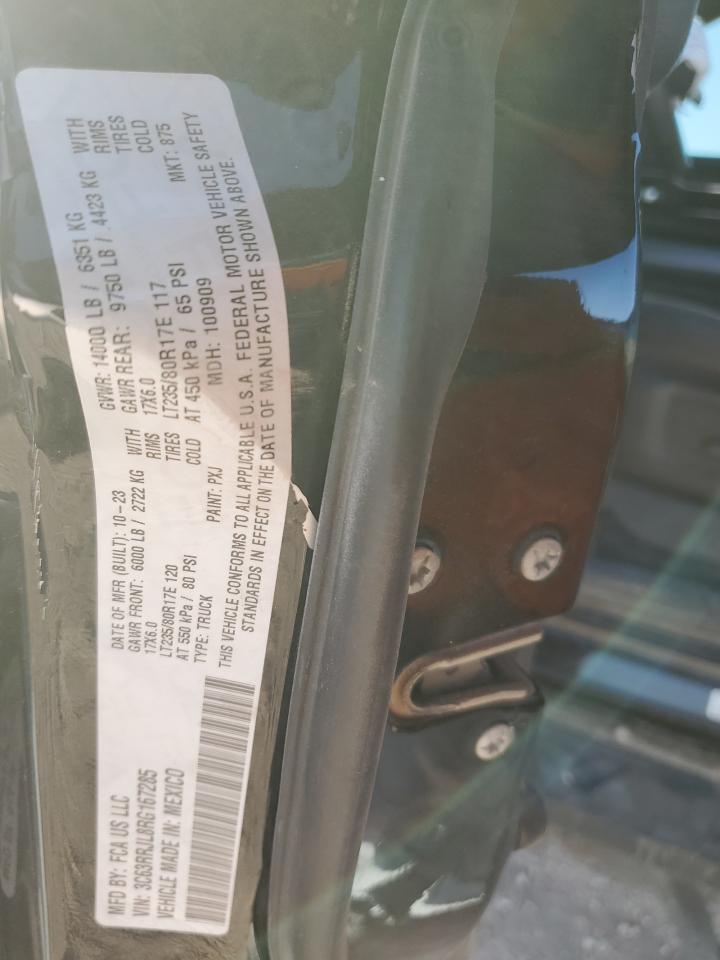 MFD BY: FCA US LLC
DATE OF MFR (BUILT): 10-23
GVWR: 14000 LB / 6351 KG
GAWR FRONT: 6000 LB / 2722 KG WITH
17X6.0 RIMS
LT235/80R17E 120 TIRES
AT 550 kPa / 80 PSI COLD
GAWR REAR: 9750 LB / 4423 KG WITH
17X6.0 RIMS
LT235/80R17E 117 TIRES
AT 450 kPa / 65 PSI COLD
VIN: 3C63RRJL8RG167285
TYPE: TRUCK
PAINT: PXJ
MDH: 100909
MKT: 875
VEHICLE MADE IN: MEXICO
THIS VEHICLE CONFORMS TO ALL APPLICABLE U.S.A. FEDERAL MOTOR VEHICLE SAFETY
STANDARDS IN EFFECT ON THE DATE OF MANUFACTURE SHOWN ABOVE.